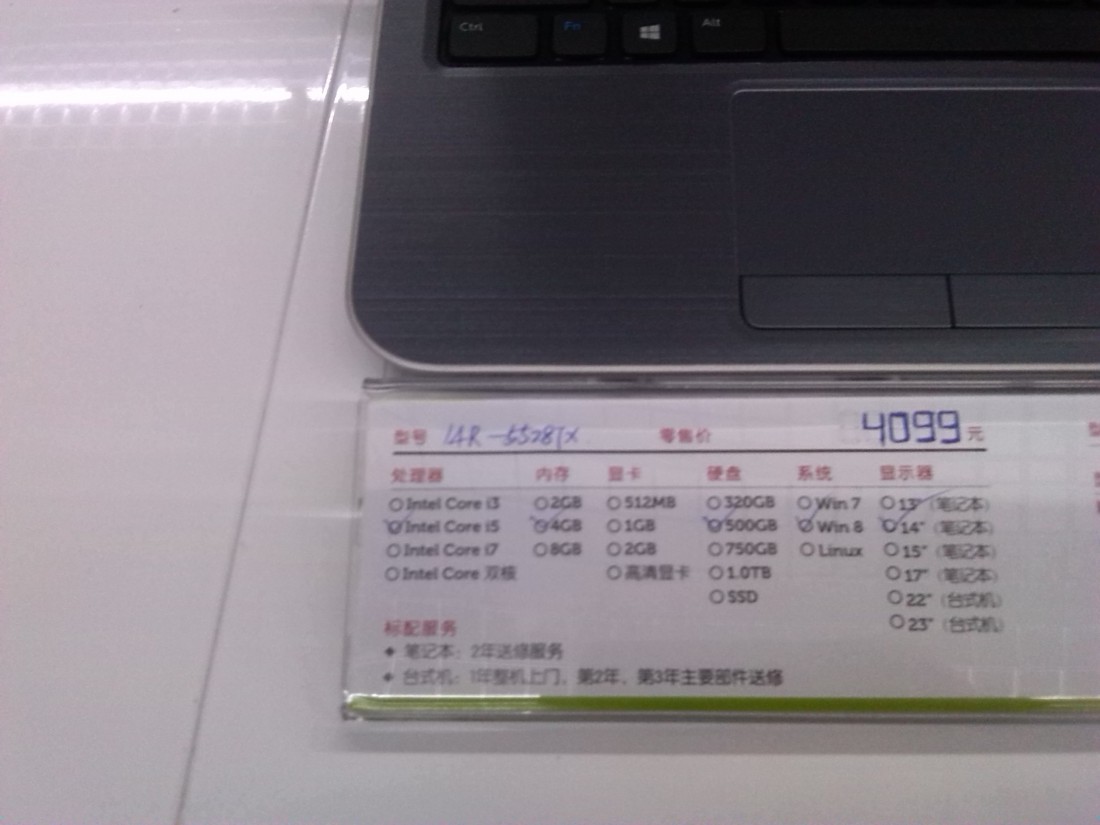 Ctrl Fn Alt
型号 14R-5528TX 零售价 4099元
处理器 内存 显卡 硬盘 系统 显示器
Intel Core i3 2GB 512MB 320GB Win 7 13"（笔记本）
Intel Core i5 4GB 1GB 500GB Win 8 14"（笔记本）
Intel Core i7 8GB 2GB 750GB Linux 15"（笔记本）
Intel Core 双核 高清显卡 1.0TB 17"（笔记本）
SSD 22"（台式机）
23"（台式机）
标配服务
笔记本：2年送修服务
台式机：1年整机上门，第2年、第3年主要部件送修